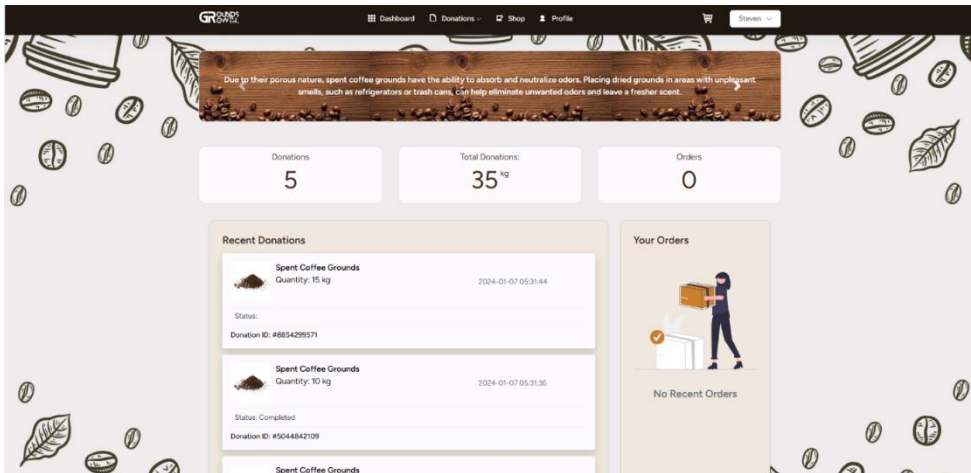 GROUNDS
GROWTH
Dashboard
Donations
Shop
Profile
Steven
Due to their porous nature, spent coffee grounds have the ability to absorb and neutralize odors. Placing dried grounds in areas with unpleasant
smells, such as refrigerators or trash cans, can help eliminate unwanted odors and leave a fresher scent.
Donations
5
Total Donations:
35 kg
Orders
0
Recent Donations
Spent Coffee Grounds
Quantity: 15 kg
2024-01-07 05:31:44
Status:
Donation ID: #8854299571
Spent Coffee Grounds
Quantity: 10 kg
2024-01-07 05:31:36
Status: Completed
Donation ID: #5044842109
Spent Coffee Grounds
Your Orders
No Recent Orders